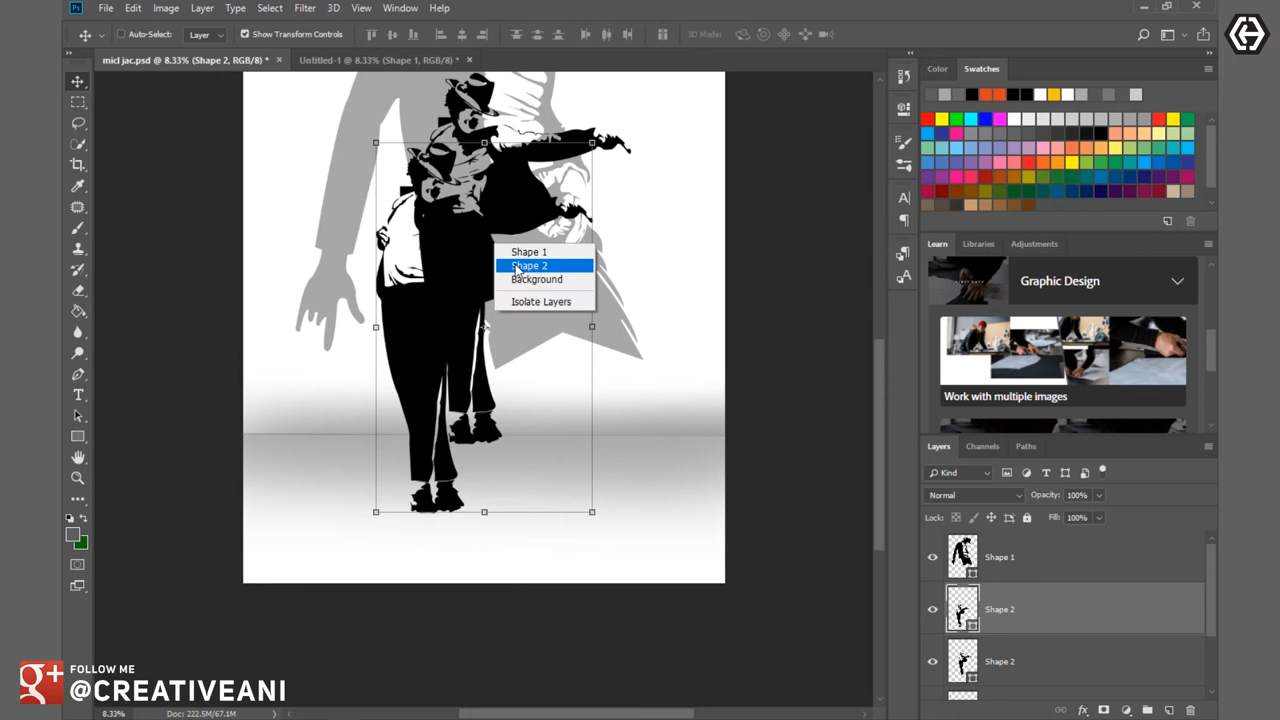 Ps File Edit Image Layer Type Select Filter 3D View Window Help
Auto-Select: Layer Show Transform Controls 3D Mode:
micl jac.psd @ 8.33% (Shape 2, RGB/8) * × Untitled-1 @ 8.33% (Shape 1, RGB/8) * ×
Color Swatches
Shape 1
Shape 2
Background
Isolate Layers
Learn Libraries Adjustments
Graphic Design
Work with multiple images
Layers Channels Paths
Kind
Normal Opacity: 100%
Lock: Fill: 100%
Shape 1
Shape 2
Shape 2
8.33% Doc: 222.5M/67.1M
g+ FOLLOW ME
@CREATIVEANI